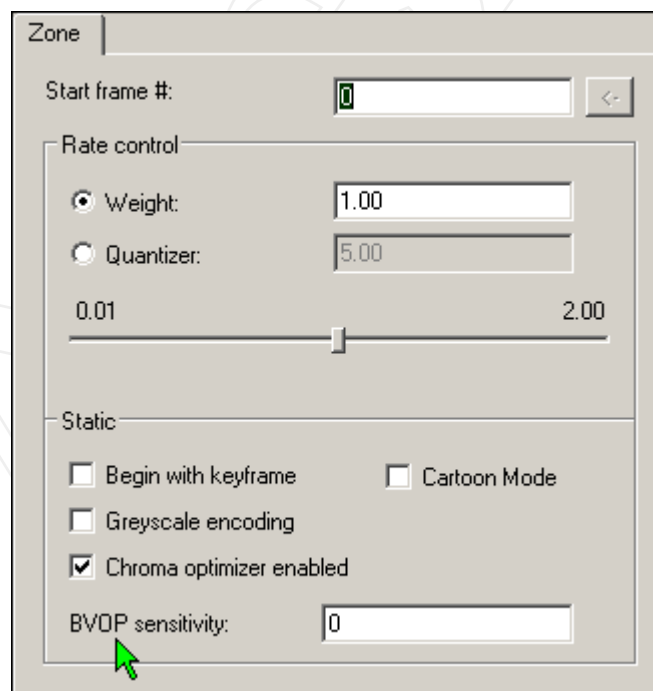 Zone
Start frame #: 0 <-
Rate control
Weight: 1.00
Quantizer: 5.00
0.01 2.00
Static
Begin with keyframe Cartoon Mode
Greyscale encoding
Chroma optimizer enabled
BVOP sensitivity: 0